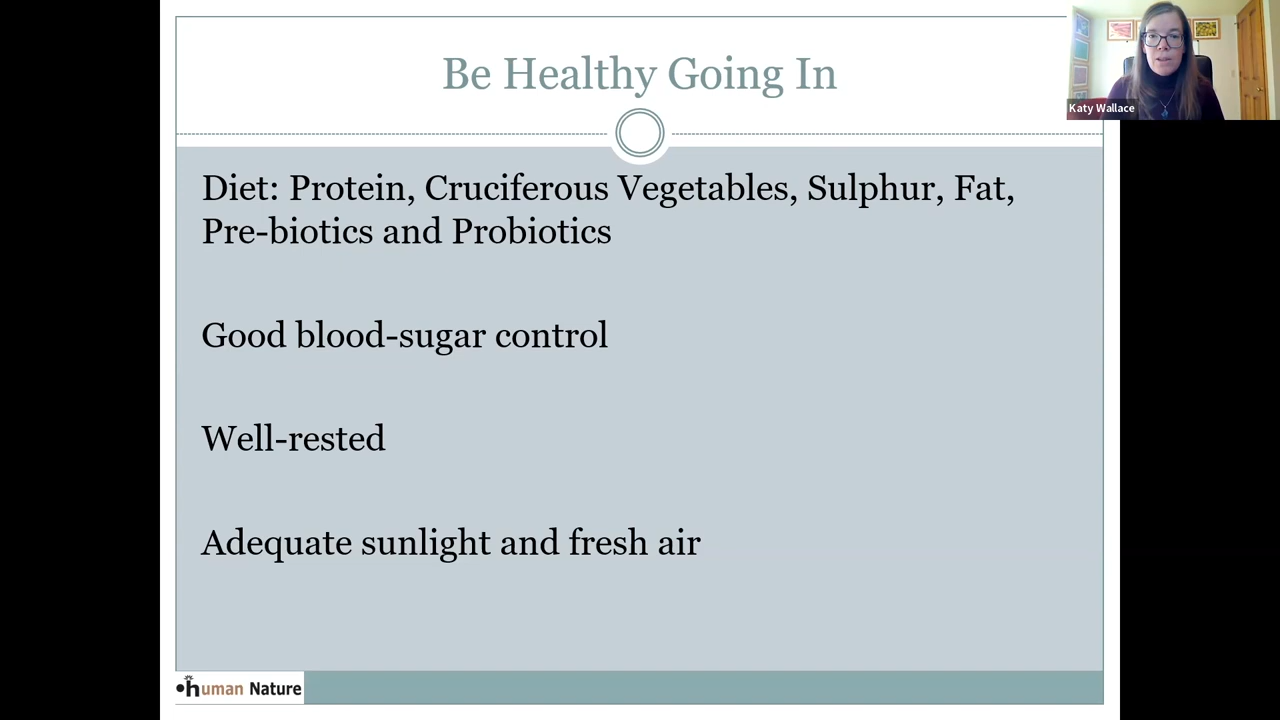 Be Healthy Going In
Katy Wallace
Diet: Protein, Cruciferous Vegetables, Sulphur, Fat,
Pre-biotics and Probiotics
Good blood-sugar control
Well-rested
Adequate sunlight and fresh air
human Nature